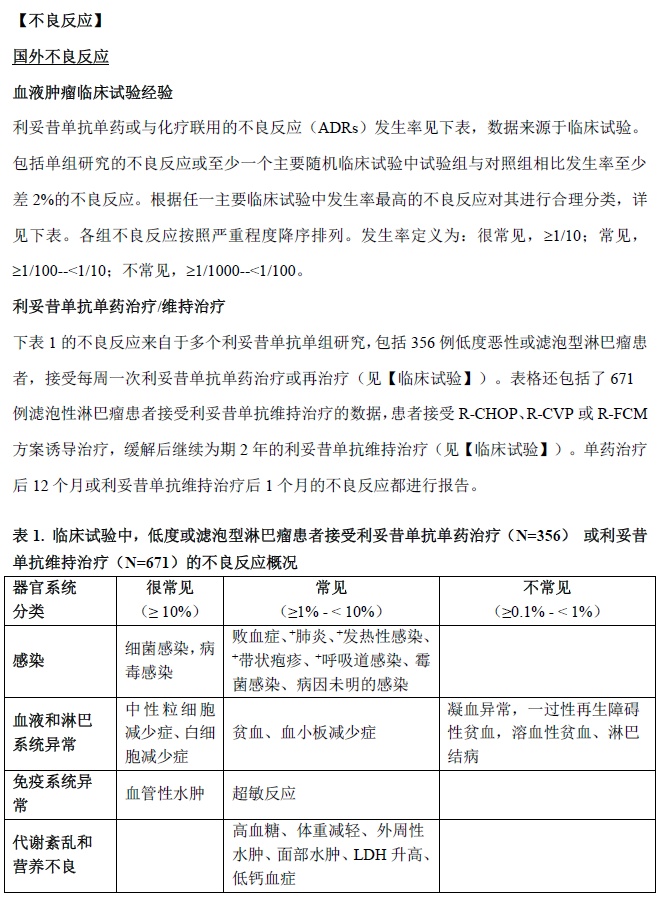 【不良反应】
国外不良反应
血液肿瘤临床试验经验
利妥昔单抗单药或与化疗联用的不良反应（ADRs）发生率见下表，数据来源于临床试验。
包括单组研究的不良反应或至少一个主要随机临床试验中试验组与对照组相比发生率至少
差 2%的不良反应。根据任一主要临床试验中发生率最高的不良反应对其进行合理分类，详
见下表。各组不良反应按照严重程度降序排列。发生率定义为：很常见，≥1/10；常见，
≥1/100--<1/10；不常见，≥1/1000--<1/100。
利妥昔单抗单药治疗/维持治疗
下表 1 的不良反应来自于多个利妥昔单抗单组研究，包括 356 例低度恶性或滤泡型淋巴瘤患
者，接受每周一次利妥昔单抗单药治疗或再治疗（见【临床试验】）。表格还包括了 671
例滤泡性淋巴瘤患者接受利妥昔单抗维持治疗的数据，患者接受 R-CHOP、R-CVP 或 R-FCM
方案诱导治疗，缓解后继续为期 2 年的利妥昔单抗维持治疗（见【临床试验】）。单药治疗
后 12 个月或利妥昔单抗维持治疗后 1 个月的不良反应都进行报告。
表 1. 临床试验中，低度或滤泡型淋巴瘤患者接受利妥昔单抗单药治疗（N=356） 或利妥昔
单抗维持治疗（N=671）的不良反应概况
器官系统
分类
很常见
（≥ 10%）
常见
（≥1% - < 10%）
不常见
（≥0.1% - < 1%）
感染
细菌感染，病
毒感染
败血症、⁺肺炎、⁺发热性感染、
⁺带状疱疹、⁺呼吸道感染、霉
菌感染、病因未明的感染
血液和淋巴
系统异常
中性粒细胞
减少症、白细
胞减少症
贫血、血小板减少症
凝血异常，一过性再生障碍
性贫血，溶血性贫血、淋巴
结病
免疫系统异
常
血管性水肿
超敏反应
代谢紊乱和
营养不良
高血糖、体重减轻、外周性
水肿、面部水肿、LDH 升高、
低钙血症